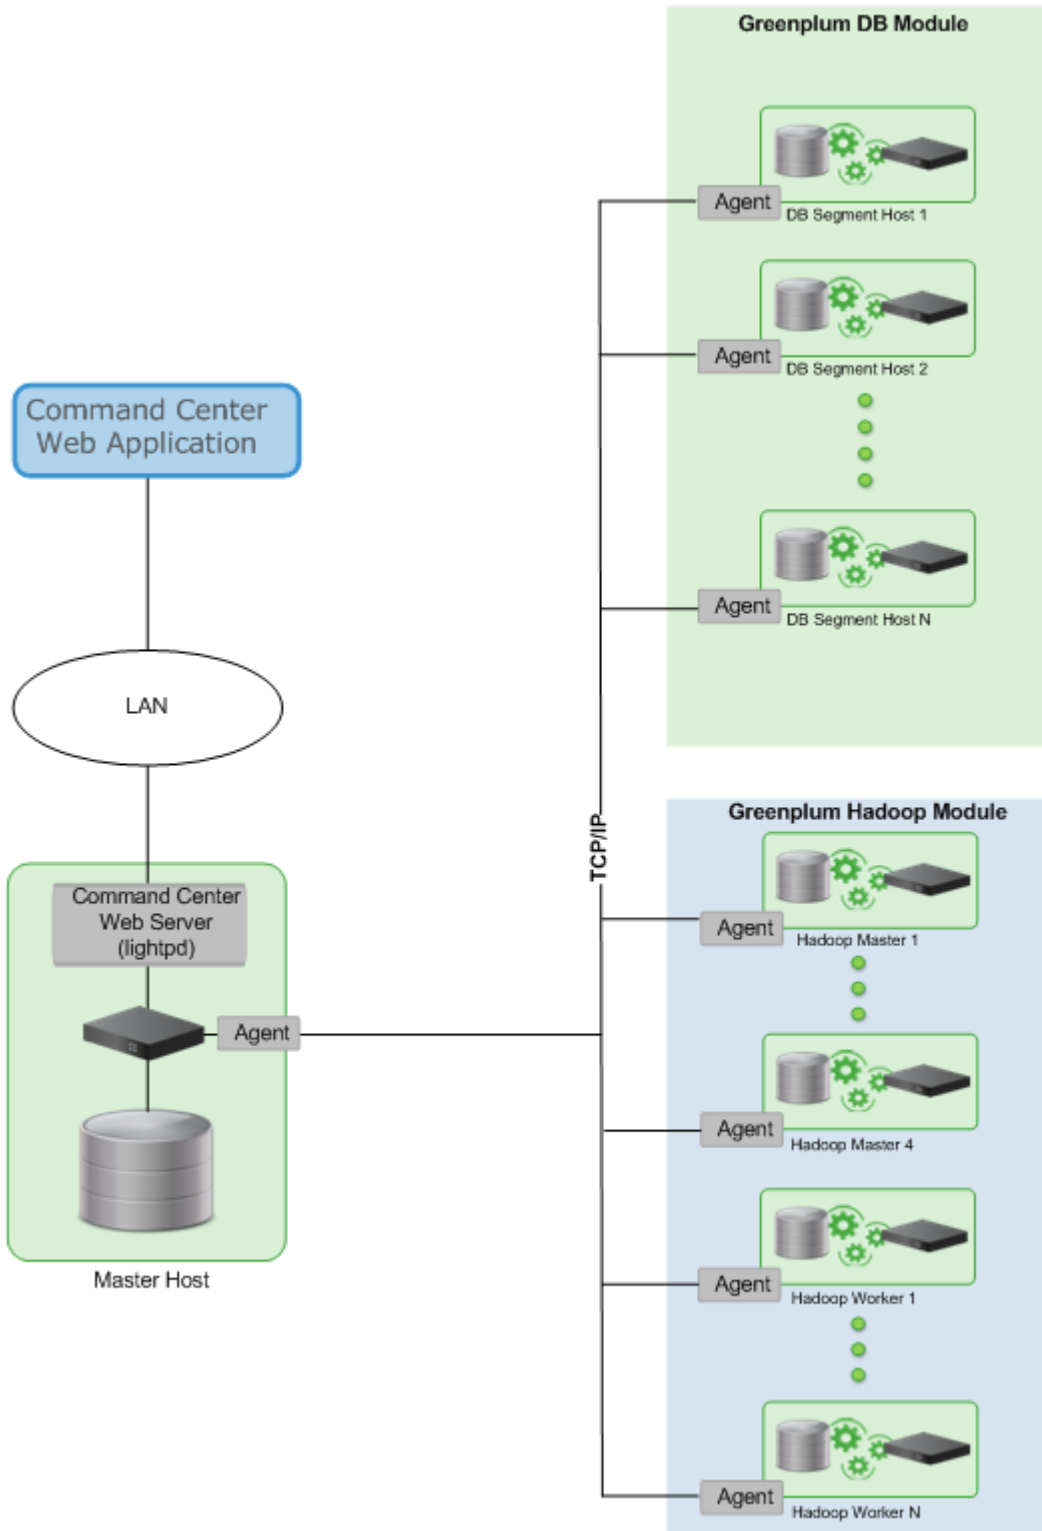 Greenplum DB Module
Agent
DB Segment Host 1
Agent
DB Segment Host 2
Agent
DB Segment Host N
Command Center
Web Application
LAN
Command Center
Web Server
(lightpd)
Agent
Master Host
TCP/IP
Greenplum Hadoop Module
Agent
Hadoop Master 1
Agent
Hadoop Master 4
Agent
Hadoop Worker 1
Agent
Hadoop Worker N